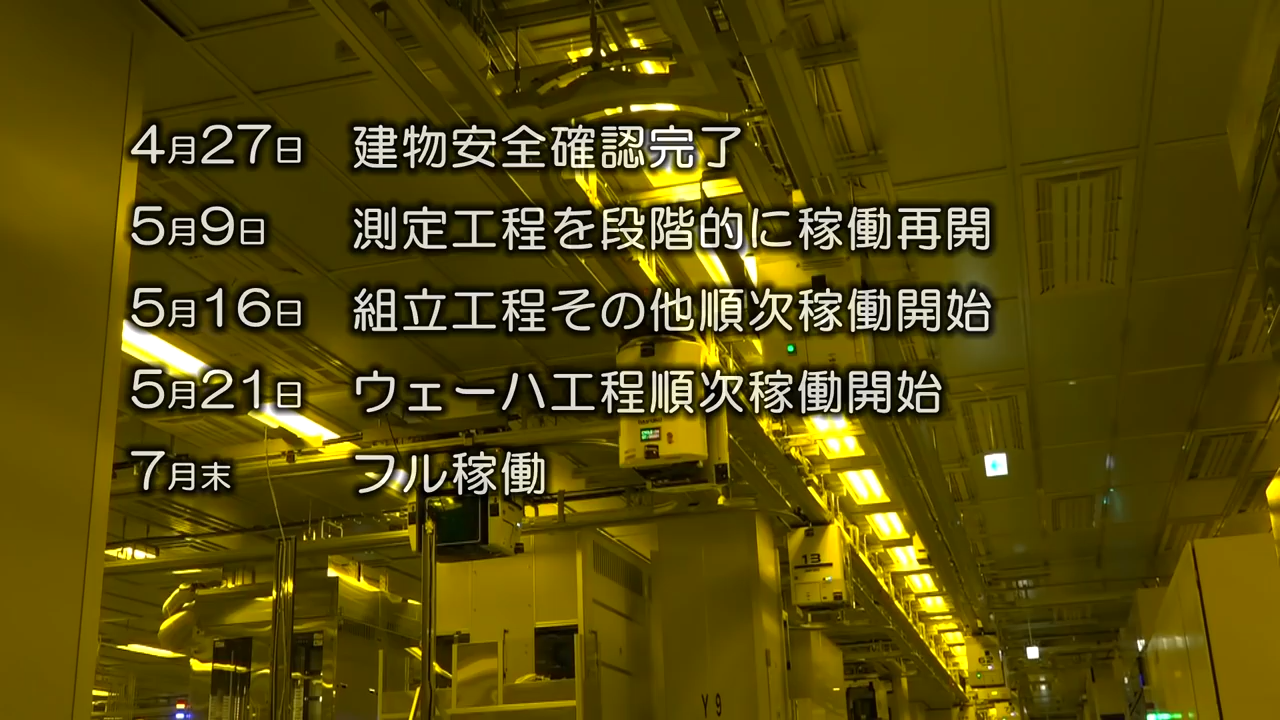 4月27日 建物安全確認完了
5月9日 測定工程を段階的に稼働再開
5月16日 組立工程その他順次稼働開始
5月21日 ウェーハ工程順次稼働開始
7月末 フル稼働
13
Y 9